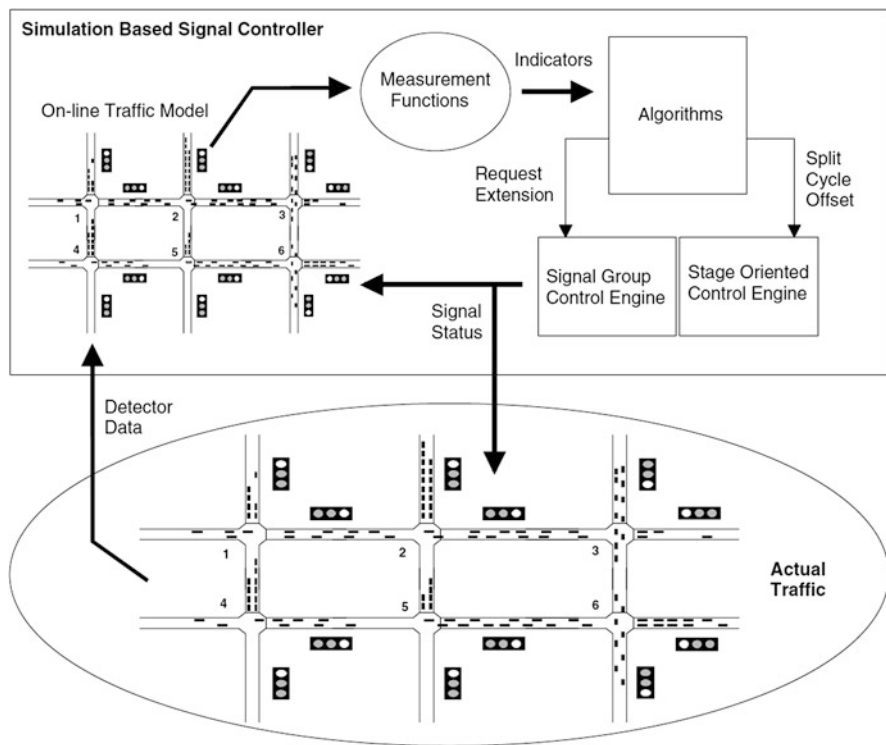 Simulation Based Signal Controller
On-line Traffic Model
Measurement
Functions
Indicators
Algorithms
Request
Extension
Split
Cycle
Offset
1
2
3
4
5
6
Signal Group
Control Engine
Stage Oriented
Control Engine
Signal
Status
Detector
Data
1
2
3
4
5
6
Actual
Traffic